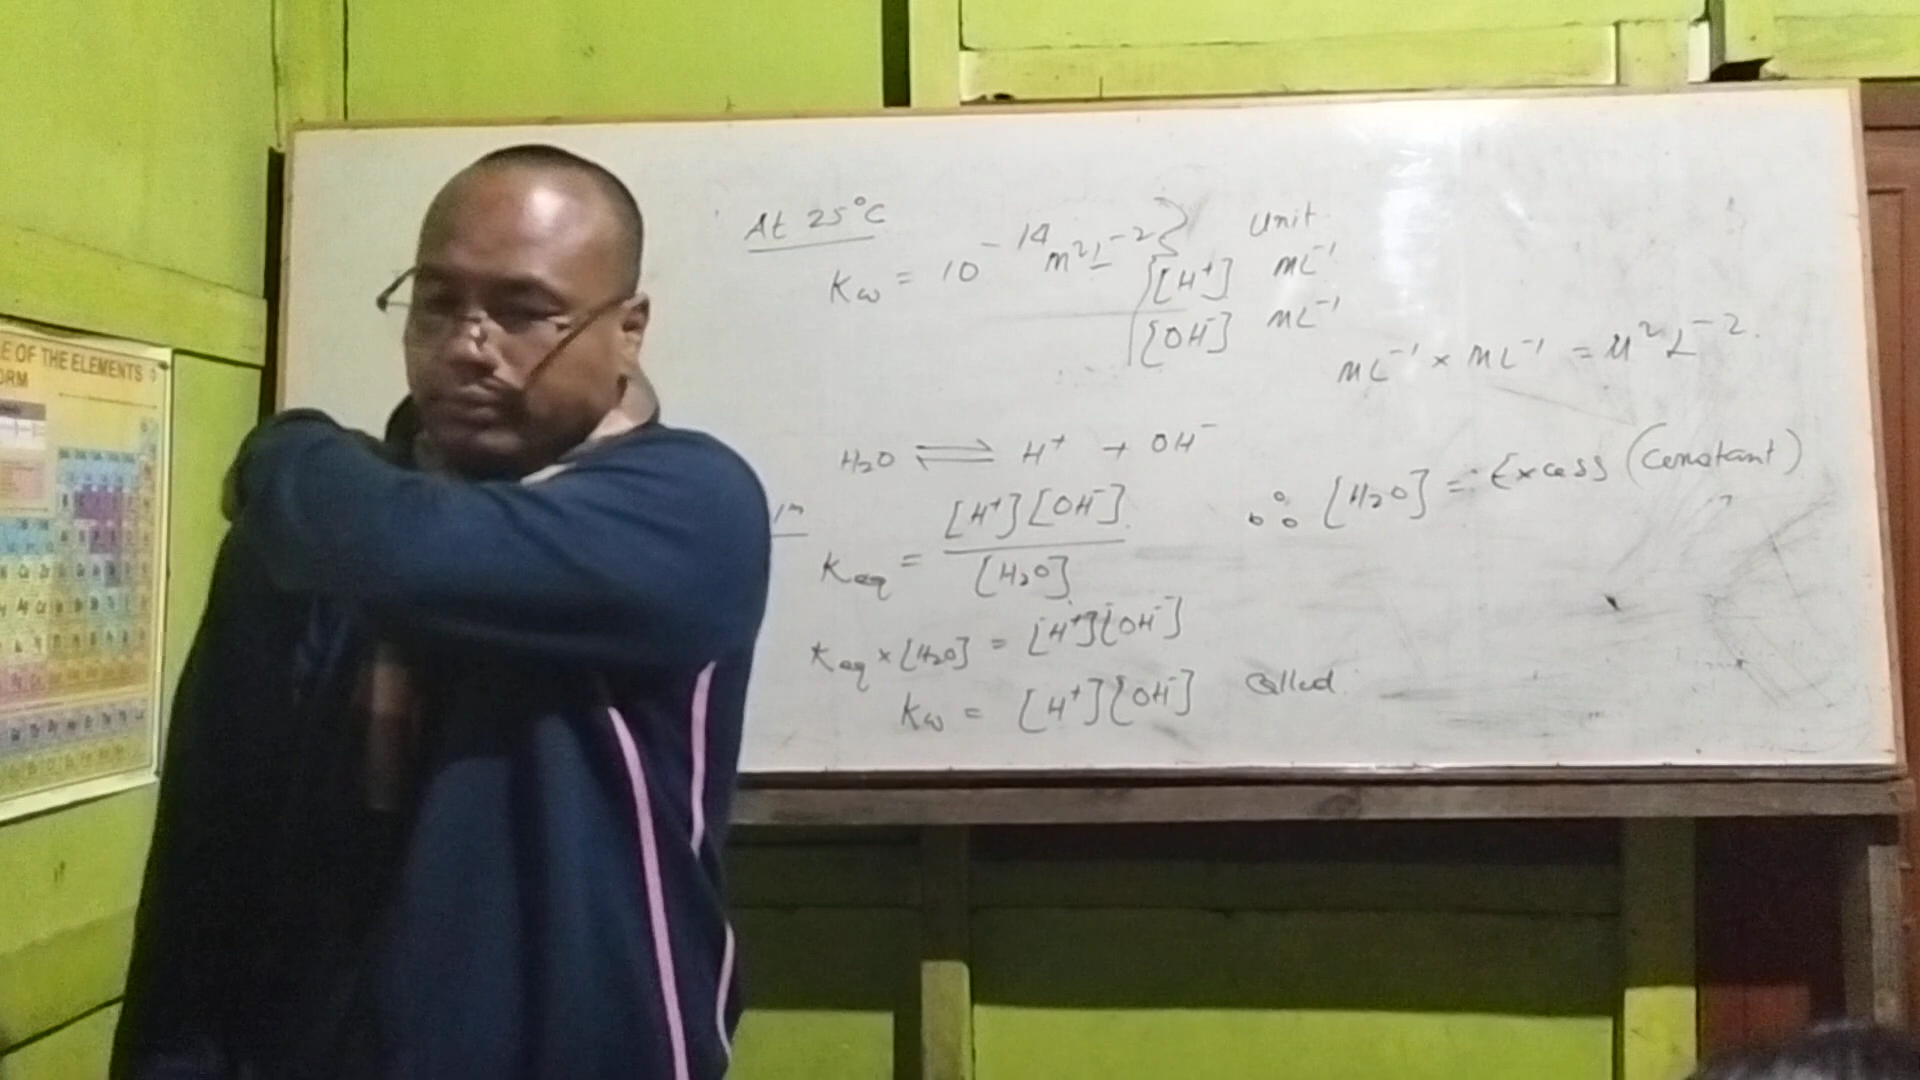 E OF THE ELEMENTS
ORM
At 25°C
Kw = 10⁻¹⁴ m²L⁻²
Unit
[H⁺] mL⁻¹
[OH⁻] mL⁻¹
mL⁻¹ × mL⁻¹ = M²L⁻².
H₂O ⇌ H⁺ + OH⁻
Keq = [H⁺][OH⁻] / [H₂O]
∴ [H₂O] = Excess (Constant)
Keq × [H₂O] = [H⁺][OH⁻]
Kw = [H⁺][OH⁻] Called